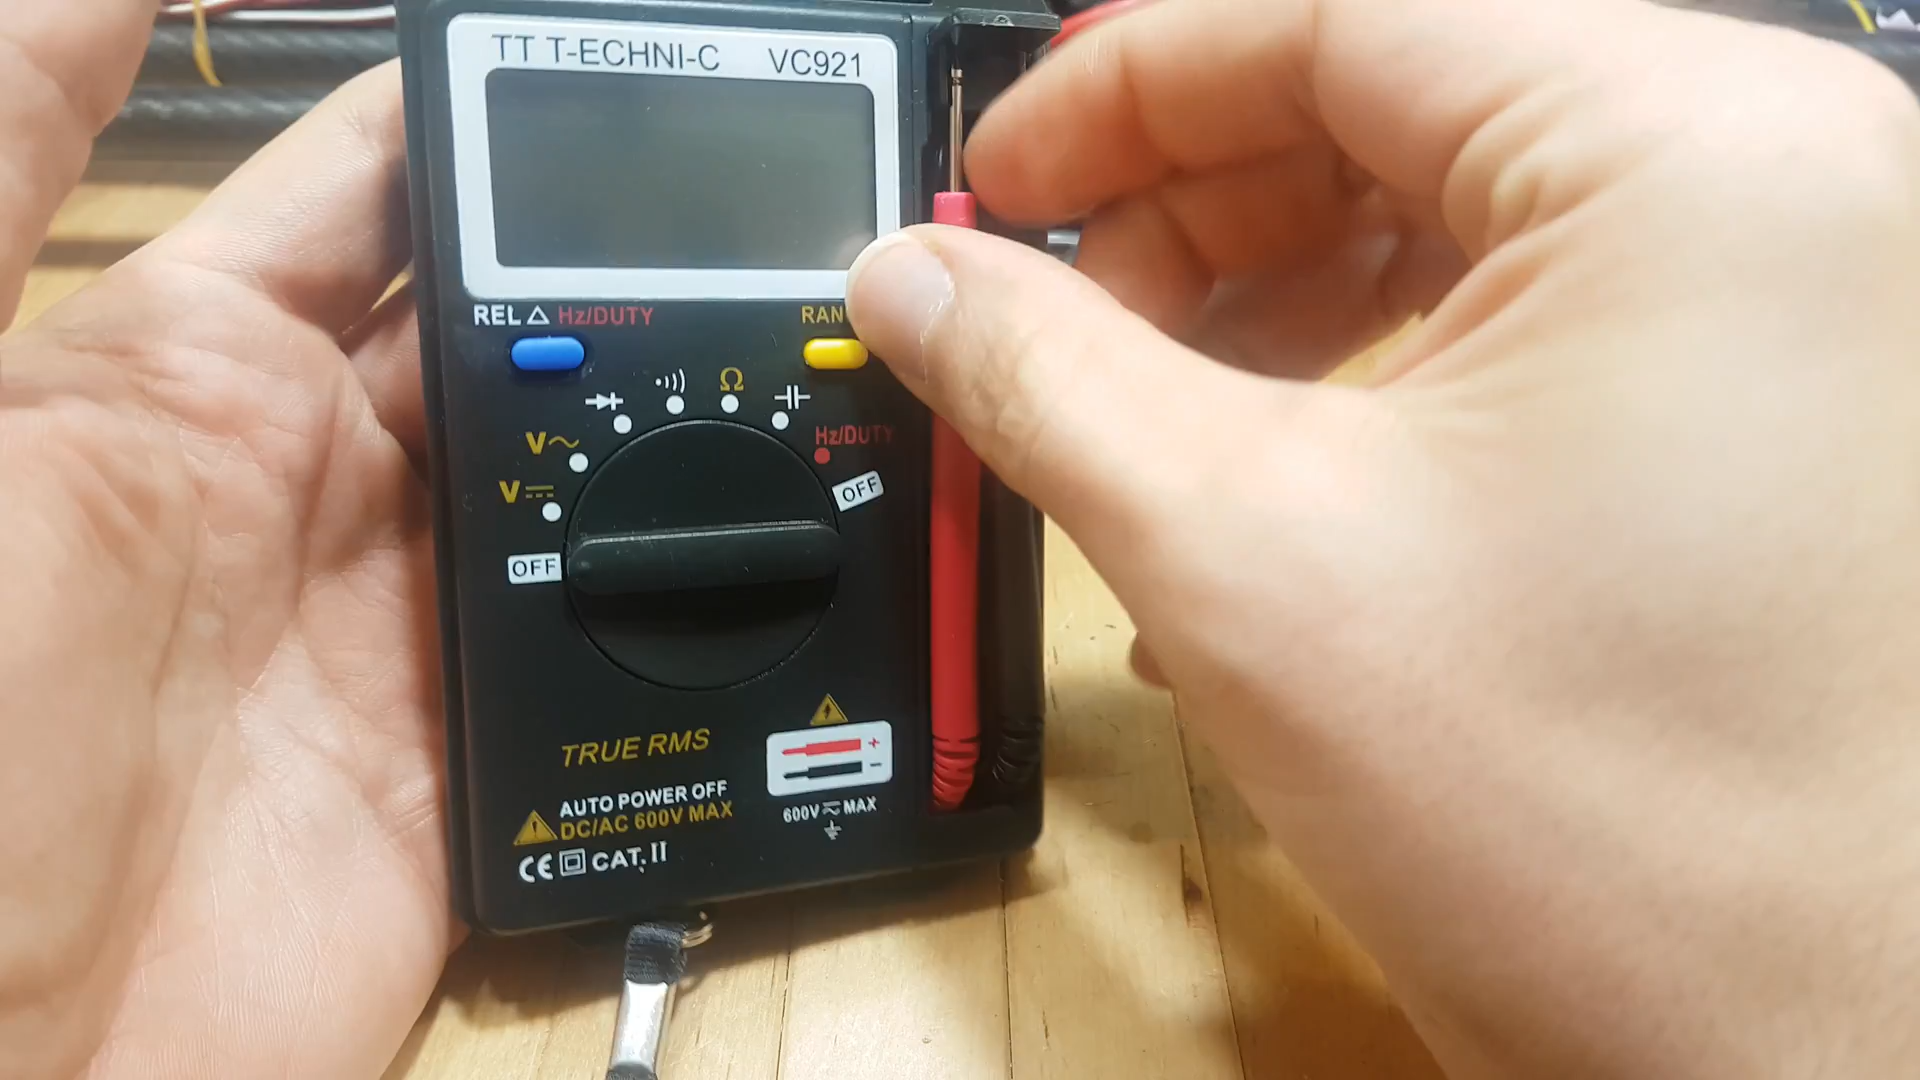 TT T-ECHNI-C VC921
REL △ Hz/DUTY RAN
Ω
Hz/DUTY
V~
V⎓
OFF
OFF
TRUE RMS
AUTO POWER OFF
DC/AC 600V MAX
CE CAT. II
+
-
600V⎓MAX